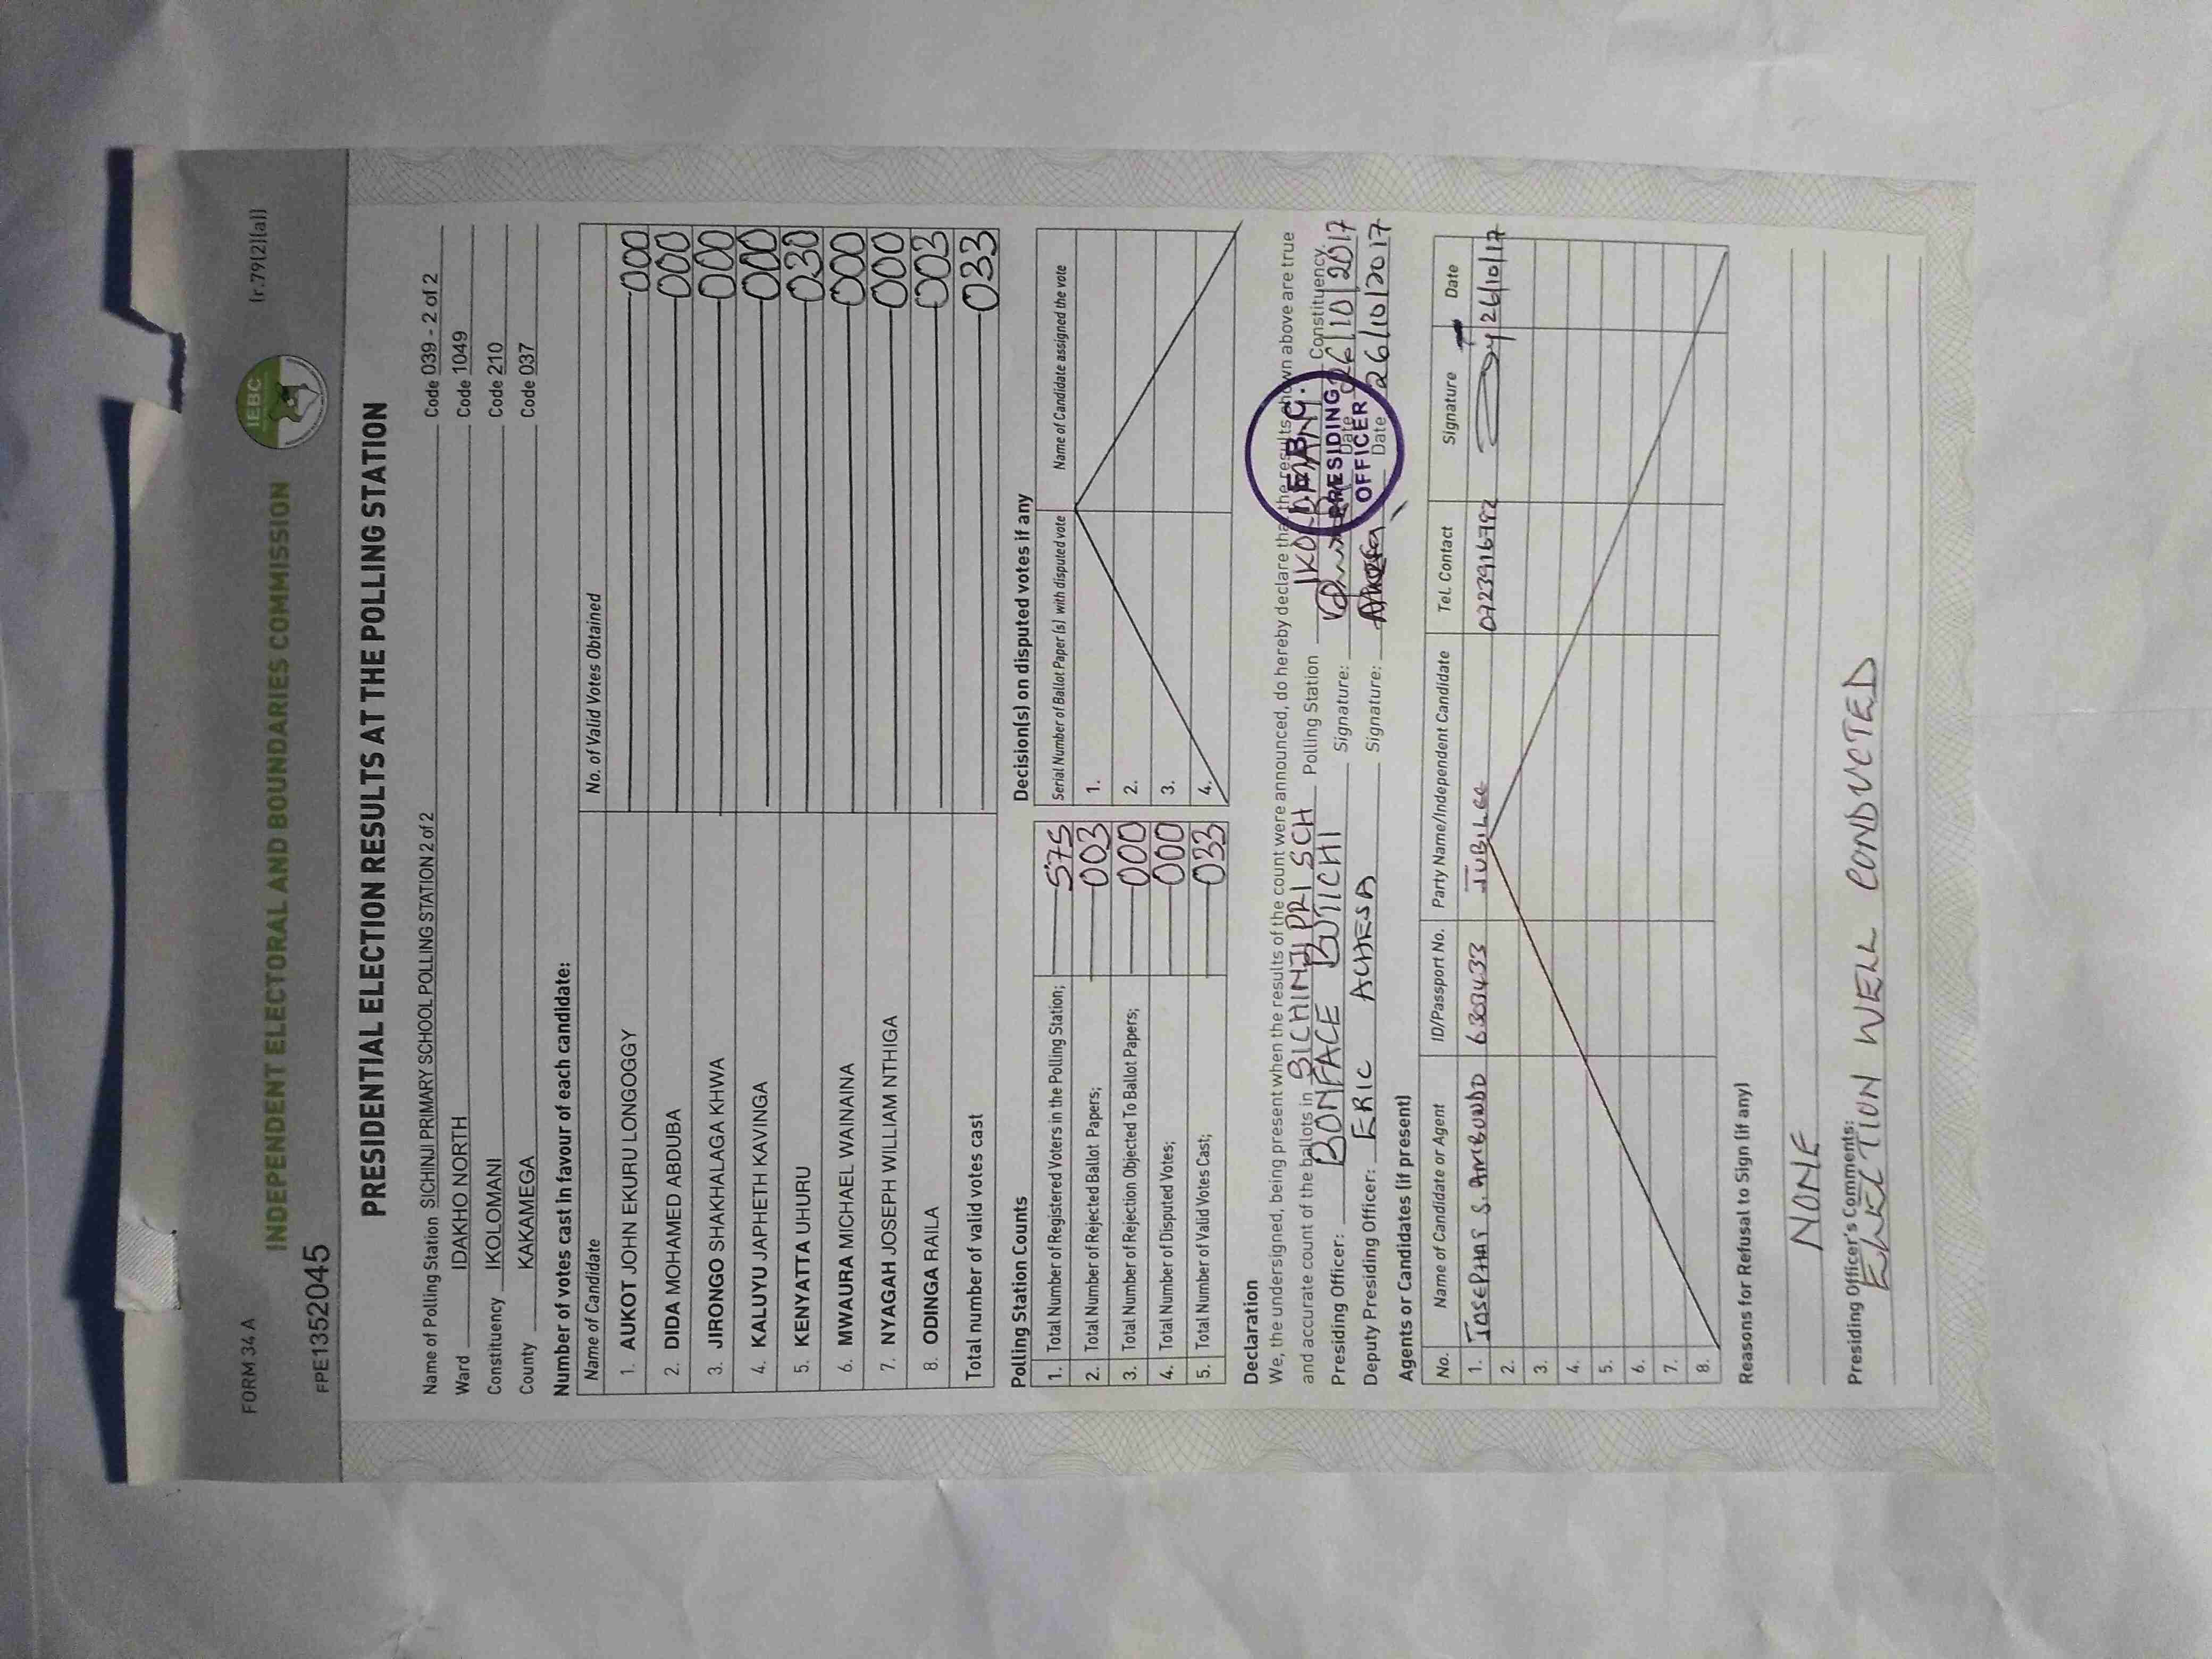 FORM 34 A
(r.79(2)(a))
IEBC
INDEPENDENT ELECTORAL AND BOUNDARIES COMMISSION
FPE1352045
PRESIDENTIAL ELECTION RESULTS AT THE POLLING STATION
Name of Polling Station SICHINJI PRIMARY SCHOOL POLLING STATION 2 of 2 Code 039 - 2 of 2
Ward IDAKHO NORTH Code 1049
Constituency IKOLOMANI Code 210
County KAKAMEGA Code 037
Number of votes cast in favour of each candidate:
Name of Candidate No. of Valid Votes Obtained
1. AUKOT JOHN EKURU LONGOGGY 000
2. DIDA MOHAMED ABDUBA 000
3. JIRONGO SHAKHALAGA KHWA 000
4. KALUYU JAPHETH KAVINGA 000
5. KENYATTA UHURU 030
6. MWAURA MICHAEL WAINAINA 000
7. NYAGAH JOSEPH WILLIAM NTHIGA 000
8. ODINGA RAILA 003
Total number of valid votes cast 033
Polling Station Counts
1. Total Number of Registered Voters in the Polling Station; 575
2. Total Number of Rejected Ballot Papers; 003
3. Total Number of Rejection Objected To Ballot Papers; 000
4. Total Number of Disputed Votes; 000
5. Total Number of Valid Votes Cast; 033
Decision(s) on disputed votes if any
Serial Number of Ballot Paper (s) with disputed vote Name of Candidate assigned the vote
1.
2.
3.
4.
Declaration
We, the undersigned, being present when the results of the count were announced, do hereby declare that the results shown above are true
and accurate count of the ballots in SICHINJI PRI SCH Polling Station Constituency.
Presiding Officer: BONFACE BUTICHI Signature: Date 26/10/2017
Deputy Presiding Officer: ERIC ACHESA Signature: Date 26/10/2017
PRESIDING
OFFICER
Agents or Candidates (if present)
No. Name of Candidate or Agent ID/Passport No. Party Name/Independent Candidate Tel. Contact Signature Date
1. JOSEPHAT S. AMBUNDO JUBILEE 26/10/17
2.
3.
4.
5.
6.
7.
8.
Reasons for Refusal to Sign (if any)
NONE
Presiding Officer's Comments:
ELECTION WELL CONDUCTED